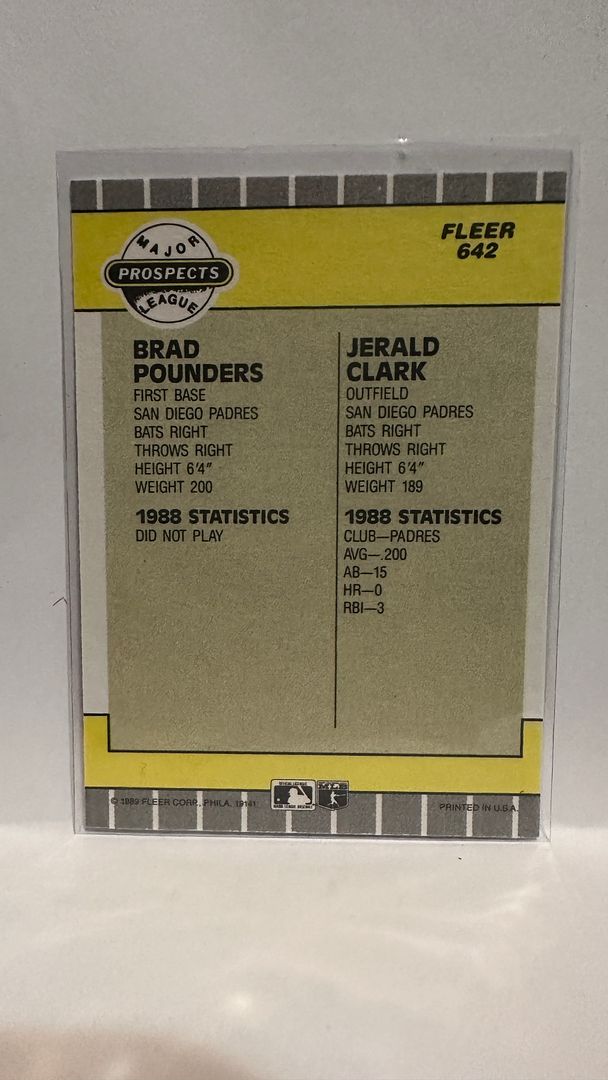 MAJOR
PROSPECTS
LEAGUE
FLEER
642
BRAD
POUNDERS
FIRST BASE
SAN DIEGO PADRES
BATS RIGHT
THROWS RIGHT
HEIGHT 6'4"
WEIGHT 200
1988 STATISTICS
DID NOT PLAY
JERALD
CLARK
OUTFIELD
SAN DIEGO PADRES
BATS RIGHT
THROWS RIGHT
HEIGHT 6'4"
WEIGHT 189
1988 STATISTICS
CLUB—PADRES
AVG—.200
AB—15
HR—0
RBI—3
© 1989 FLEER CORP., PHILA. 19141
PRINTED IN U.S.A.